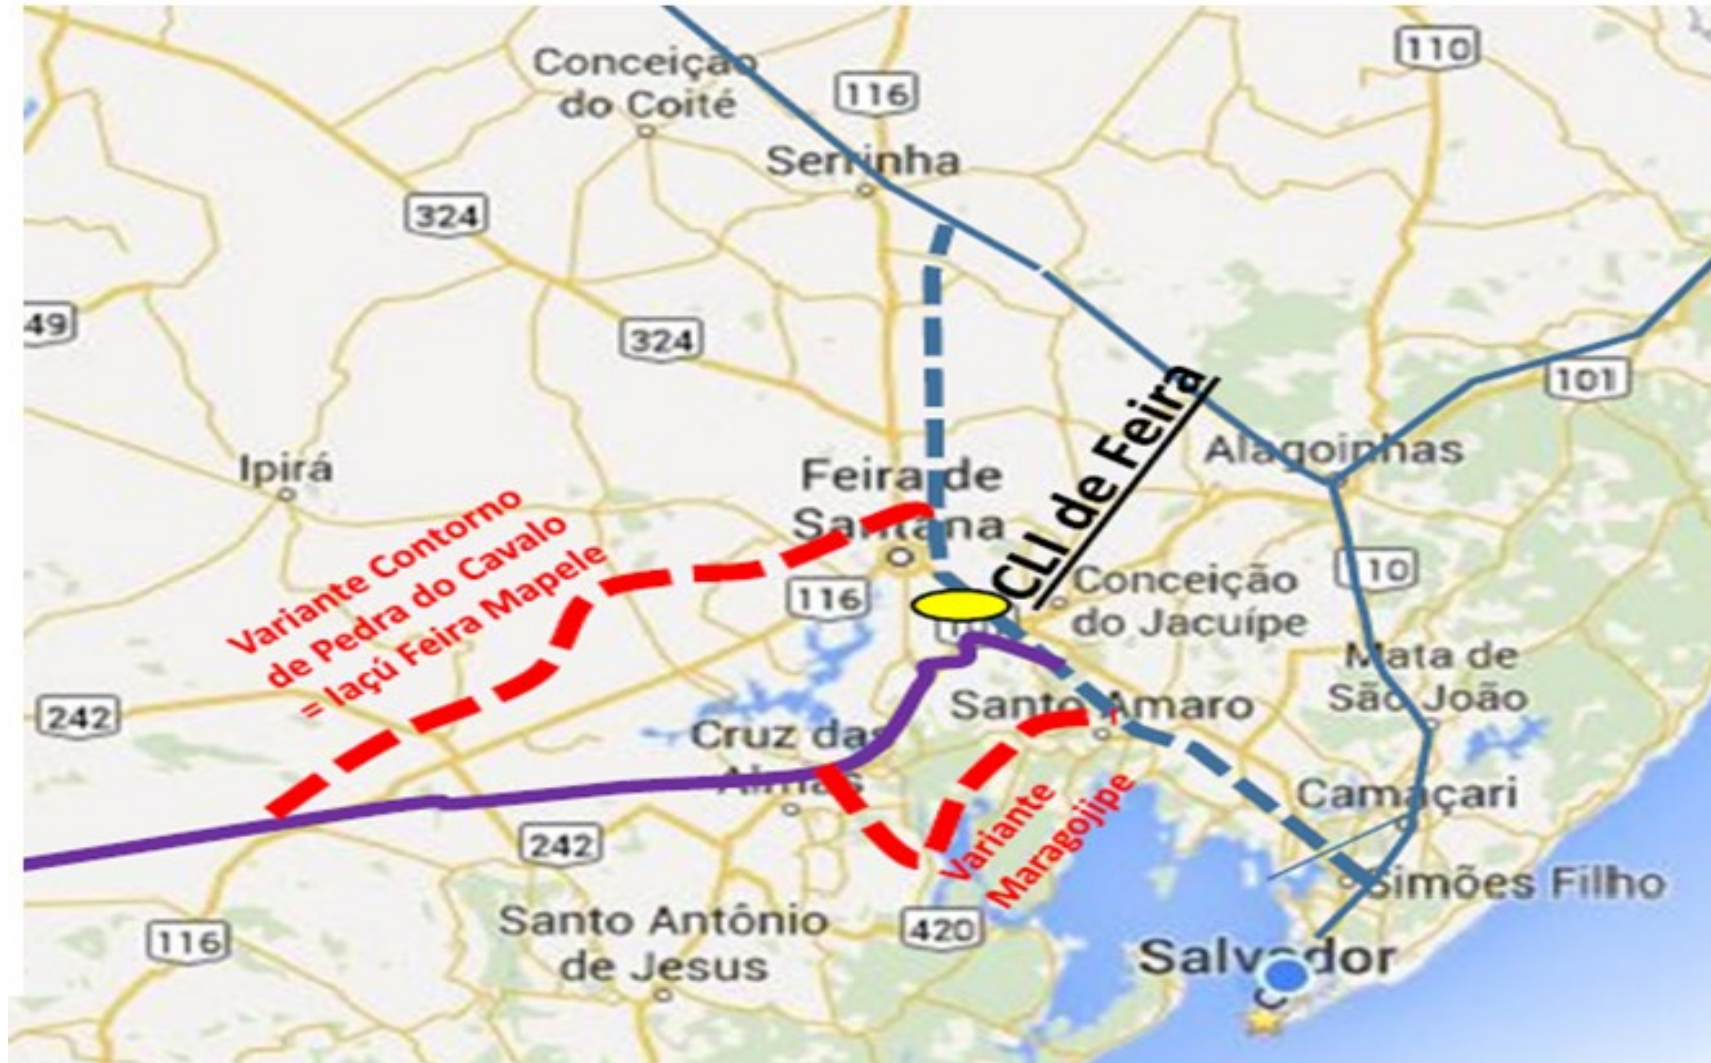 Conceição
do Coité
116
110
Serrinha
324
324
49
101
CLI de Feira
Alagoinhas
Ipirá
Feira de
Santana
Variante Contorno
de Pedra do Cavalo
= Iaçú Feira Mapele
116
110
Conceição
do Jacuípe
Mata de
São João
242
Santo Amaro
Cruz das
Almas
Variante
Maragojipe
Camaçari
242
Simões Filho
Santo Antônio
de Jesus
116
420
Salvador